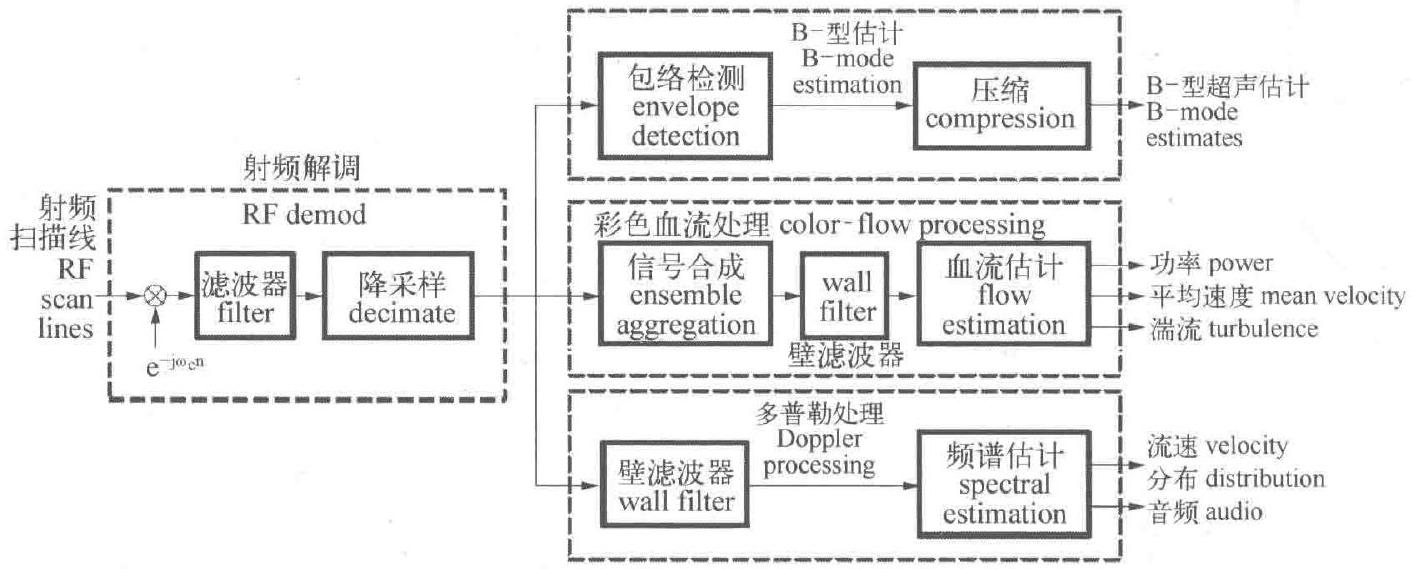 射频
扫描线
RF
scan
lines
射频解调
RF demod
e^{-jω_c n}
滤波器
filter
降采样
decimate
B-型估计
B-mode
estimation
包络检测
envelope
detection
压缩
compression
B-型超声估计
B-mode
estimates
彩色血流处理 color-flow processing
信号合成
ensemble
aggregation
wall
filter
壁滤波器
血流估计
flow
estimation
功率 power
平均速度 mean velocity
湍流 turbulence
多普勒处理
Doppler
processing
壁滤波器
wall filter
频谱估计
spectral
estimation
流速 velocity
分布 distribution
音频 audio